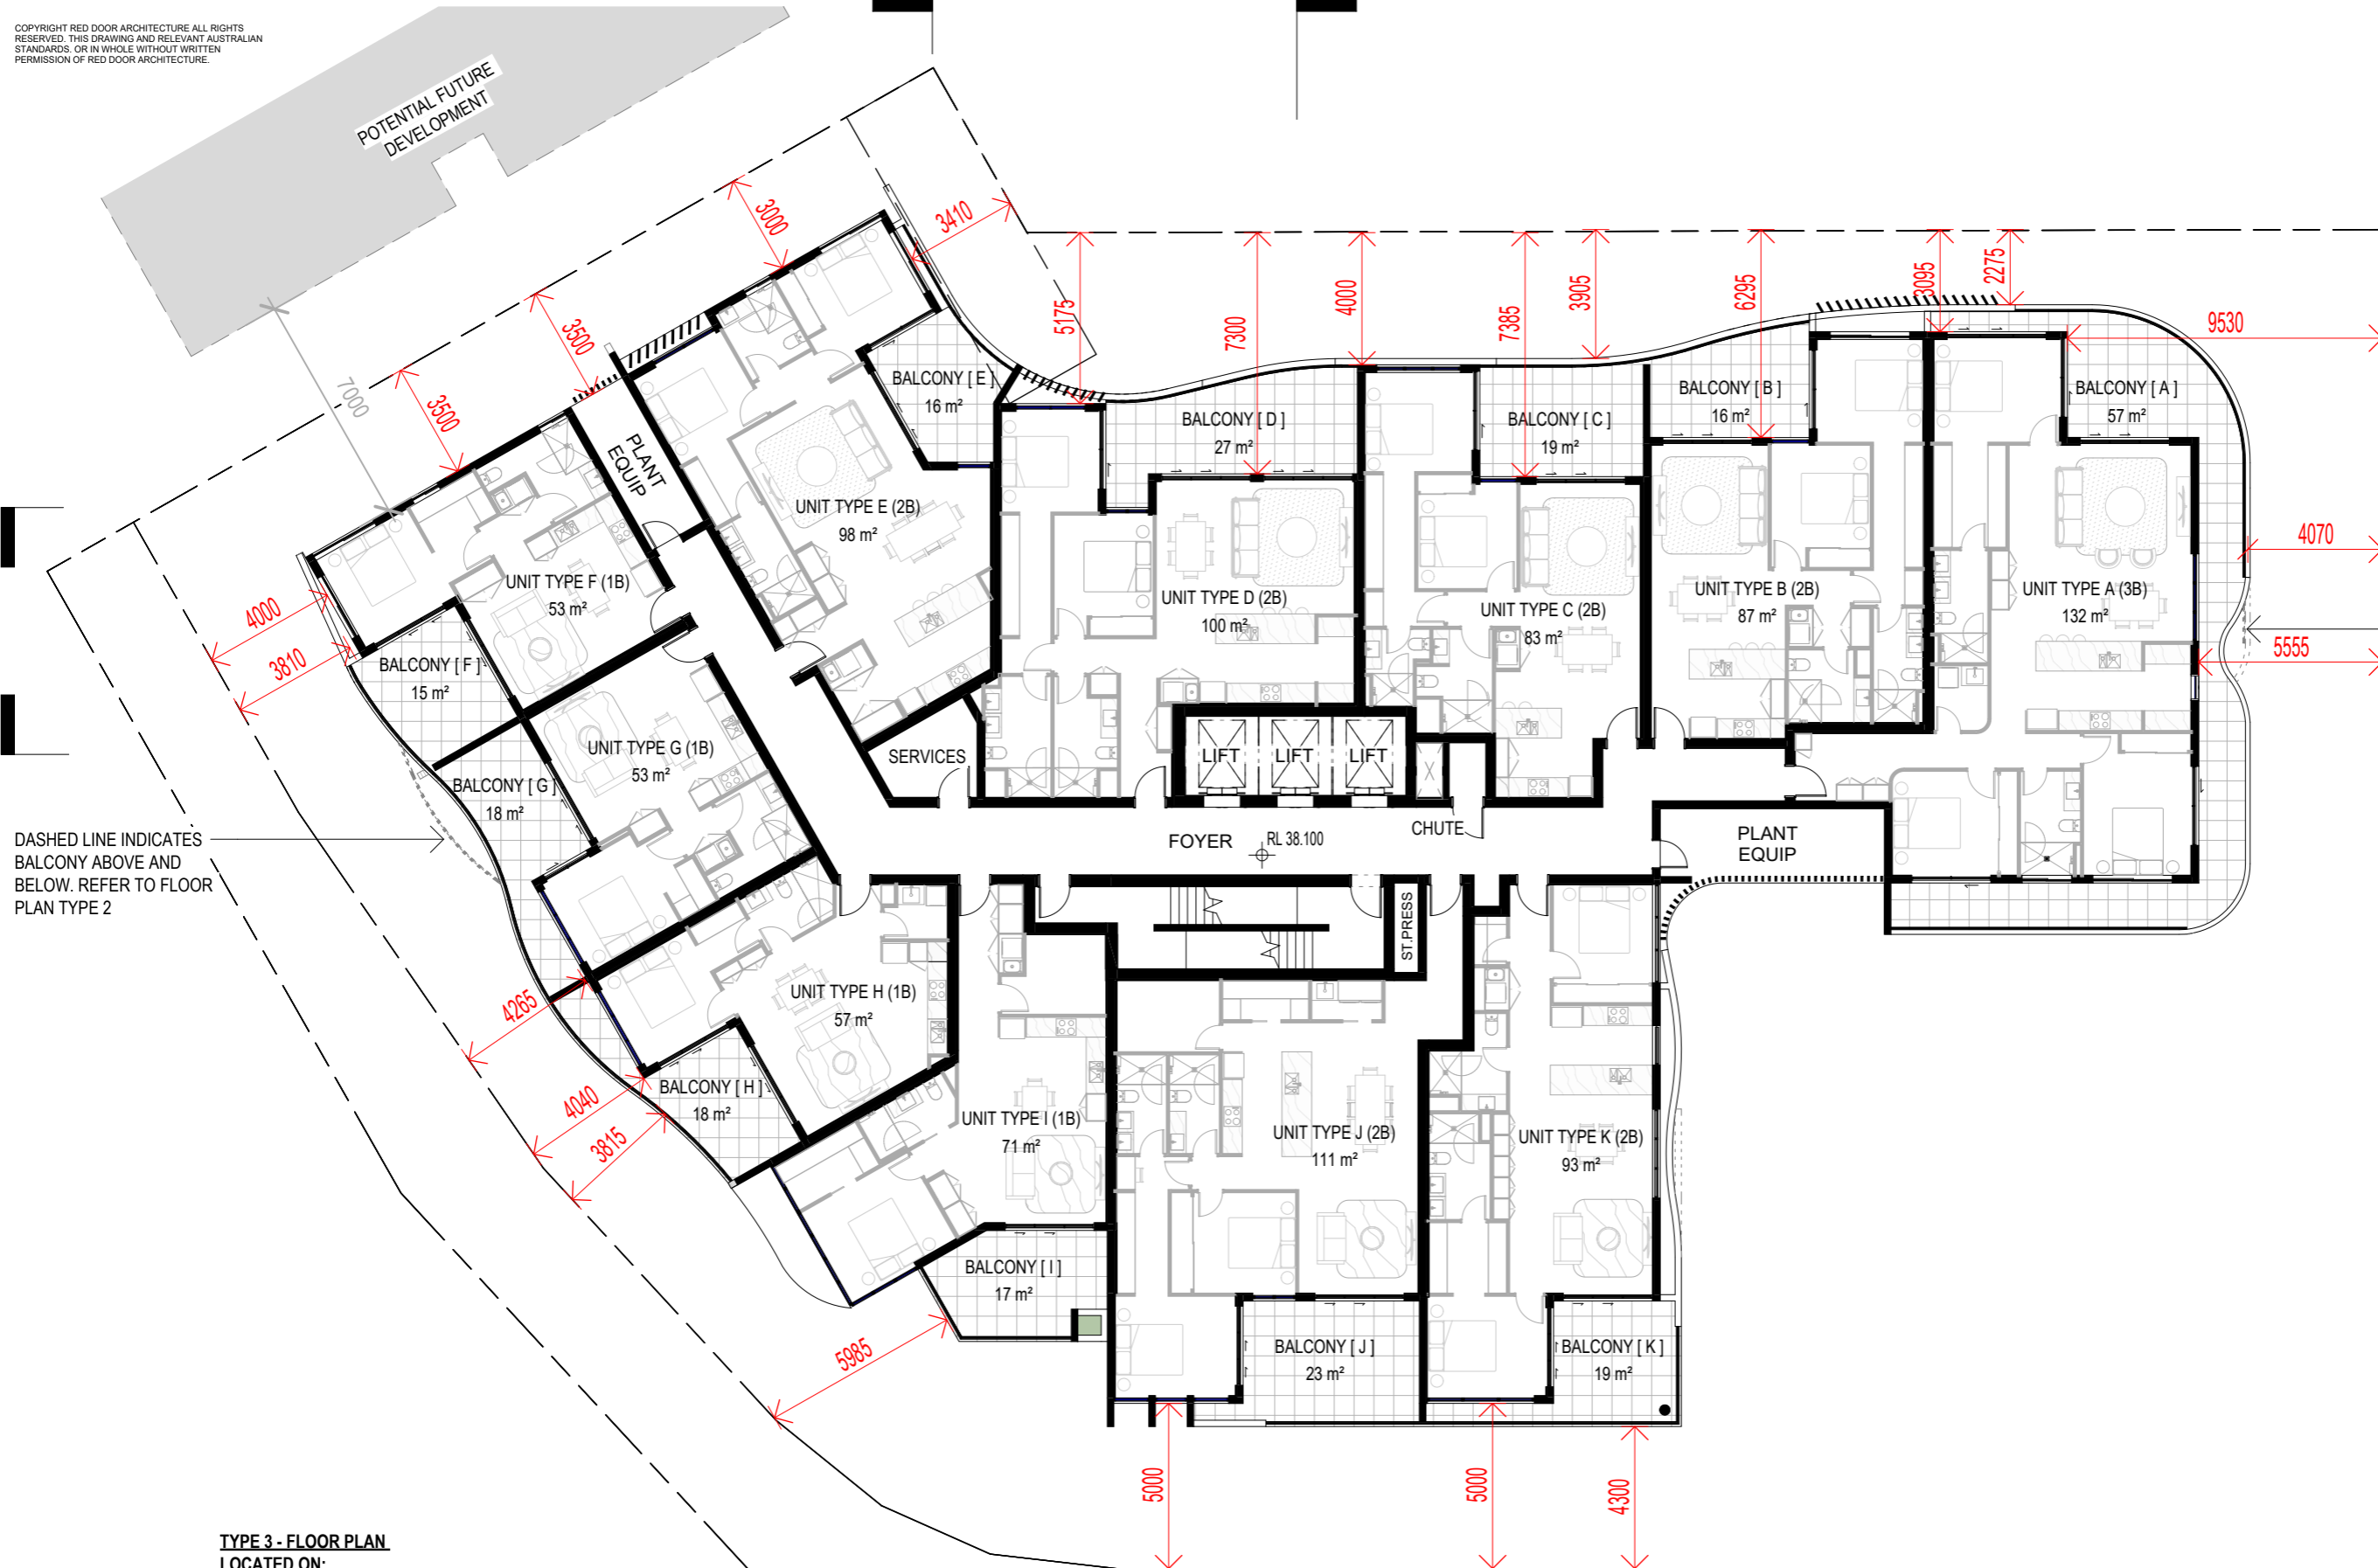 COPYRIGHT RED DOOR ARCHITECTURE ALL RIGHTS
RESERVED. THIS DRAWING AND RELEVANT AUSTRALIAN
STANDARDS. OR IN WHOLE WITHOUT WRITTEN
PERMISSION OF RED DOOR ARCHITECTURE.
POTENTIAL FUTURE
DEVELOPMENT
3000
3410
3500
3500
7000
5175
7300
4000
7385
3905
6295
3095
2275
9530
4070
5555
BALCONY [ E ]
16 m²
BALCONY [ D ]
27 m²
BALCONY [ C ]
19 m²
BALCONY [ B ]
16 m²
BALCONY [ A ]
57 m²
PLANT
EQUIP
UNIT TYPE E (2B)
98 m²
UNIT TYPE F (1B)
53 m²
UNIT TYPE D (2B)
100 m²
UNIT TYPE C (2B)
83 m²
UNIT TYPE B (2B)
87 m²
UNIT TYPE A (3B)
132 m²
4000
3810
BALCONY [ F ]
15 m²
UNIT TYPE G (1B)
53 m²
BALCONY [ G ]
18 m²
SERVICES
LIFT
LIFT
LIFT
CHUTE
FOYER
RL 38.100
PLANT
EQUIP
DASHED LINE INDICATES
BALCONY ABOVE AND
BELOW. REFER TO FLOOR
PLAN TYPE 2
ST.PRESS
4265
4040
3815
UNIT TYPE H (1B)
57 m²
BALCONY [ H ]
18 m²
UNIT TYPE I (1B)
71 m²
UNIT TYPE J (2B)
111 m²
UNIT TYPE K (2B)
93 m²
BALCONY [ I ]
17 m²
BALCONY [ J ]
23 m²
BALCONY [ K ]
19 m²
5985
5000
5000
4300
TYPE 3 - FLOOR PLAN
LOCATED ON: